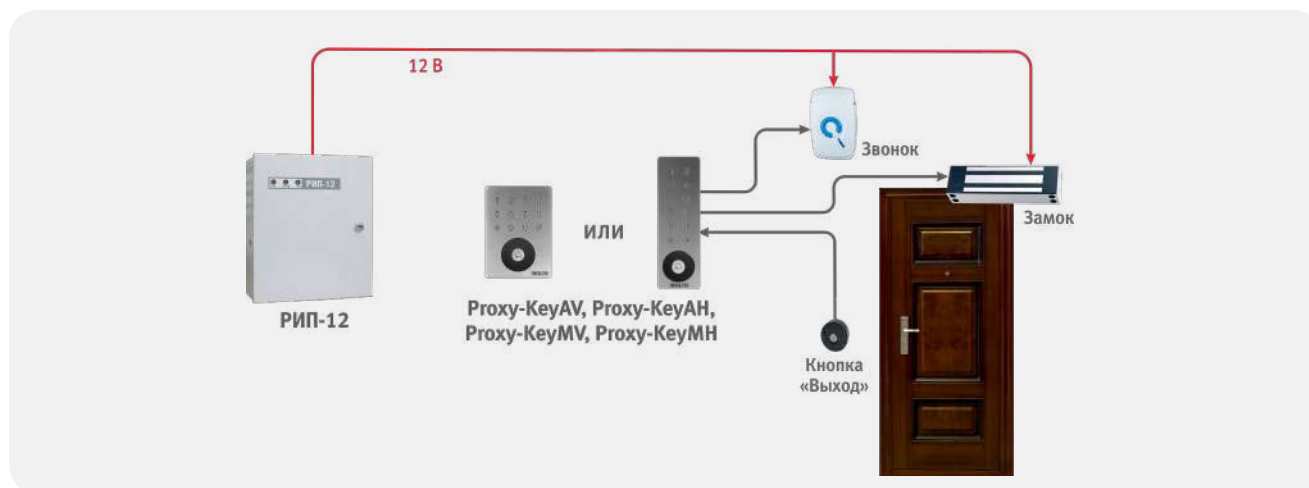 12 В
РИП-12
Звонок
Замок
ИЛИ
РИП-12
Proxy-KeyAV, Proxy-KeyAH,
Proxy-KeyMV, Proxy-KeyMH
Кнопка
«Выход»